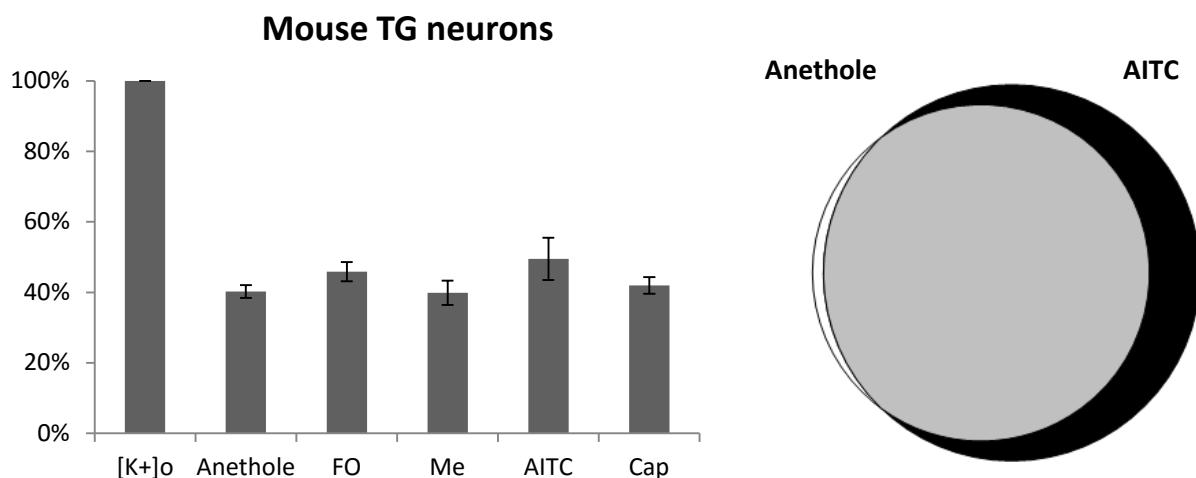 Mouse TG neurons
100%
80%
60%
40%
20%
0%
[K+]o Anethole FO Me AITC Cap
Anethole AITC